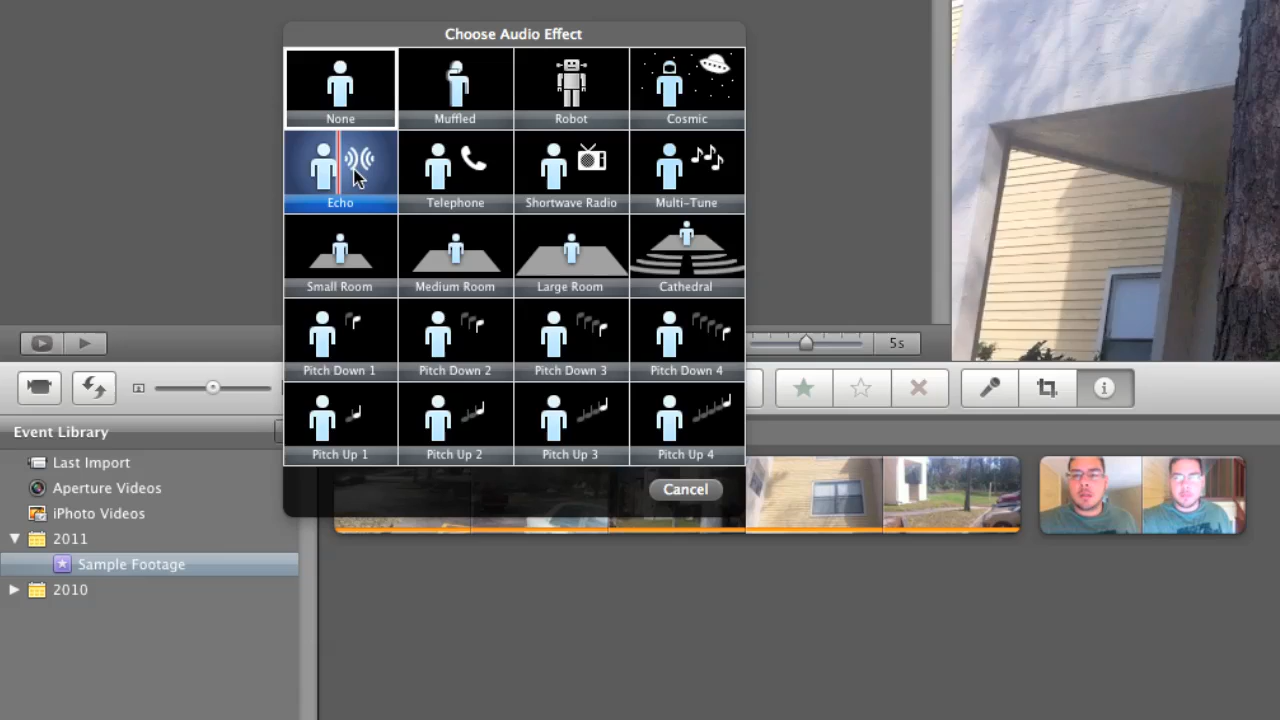 Choose Audio Effect
None
Muffled
Robot
Cosmic
Echo
Telephone
Shortwave Radio
Multi-Tune
Small Room
Medium Room
Large Room
Cathedral
Pitch Down 1
Pitch Down 2
Pitch Down 3
Pitch Down 4
Pitch Up 1
Pitch Up 2
Pitch Up 3
Pitch Up 4
Cancel
5s
Event Library
Last Import
Aperture Videos
iPhoto Videos
2011
Sample Footage
2010